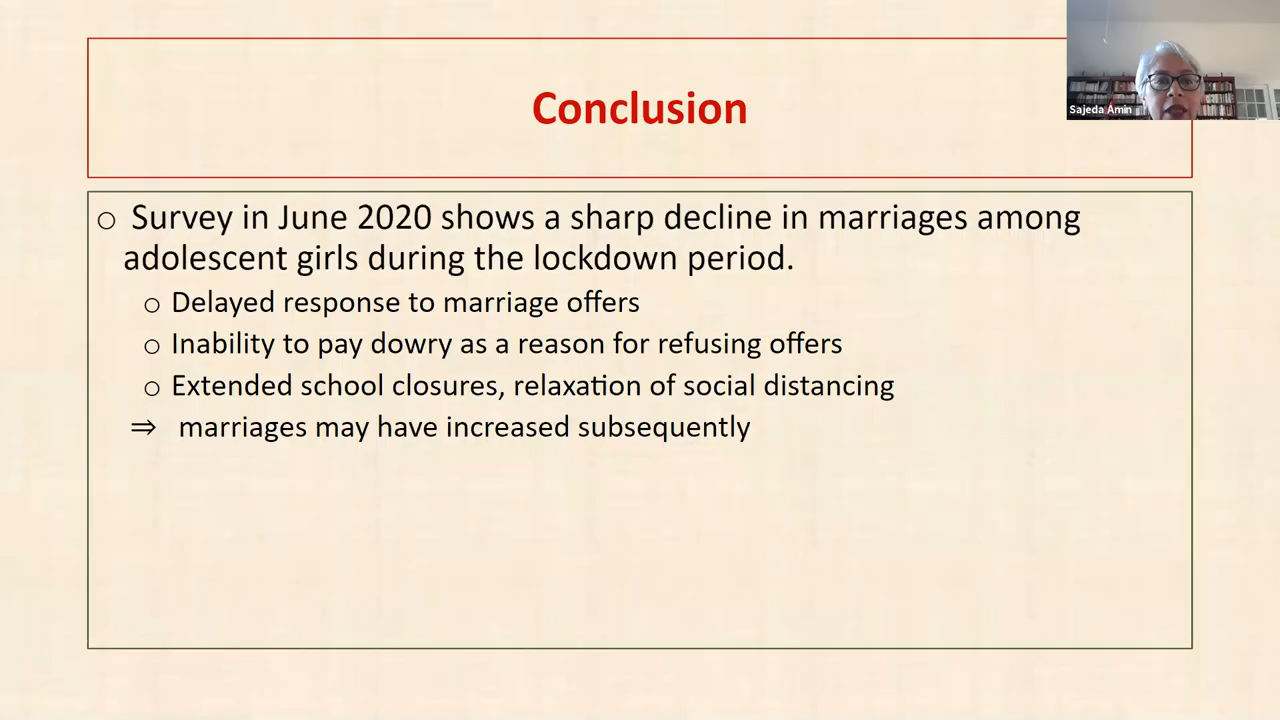 Conclusion
Sajeda Amin
○ Survey in June 2020 shows a sharp decline in marriages among
adolescent girls during the lockdown period.
○ Delayed response to marriage offers
○ Inability to pay dowry as a reason for refusing offers
○ Extended school closures, relaxation of social distancing
⇒ marriages may have increased subsequently